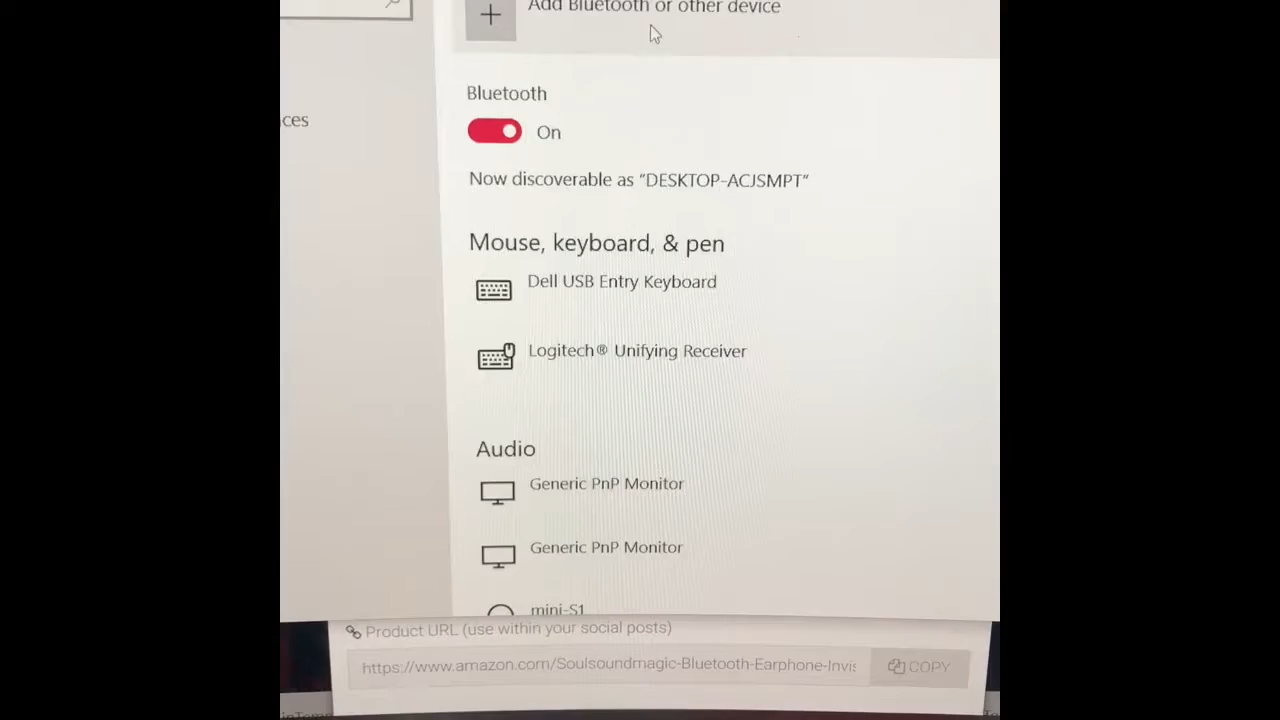 Add Bluetooth or other device
Bluetooth
ces
On
Now discoverable as “DESKTOP-ACJSMPT”
Mouse, keyboard, & pen
Dell USB Entry Keyboard
Logitech® Unifying Receiver
Audio
Generic PnP Monitor
Generic PnP Monitor
mini-S1
Product URL (use within your social posts)
https://www.amazon.com/Soulsoundmagic-Bluetooth-Earphone-Invis
COPY